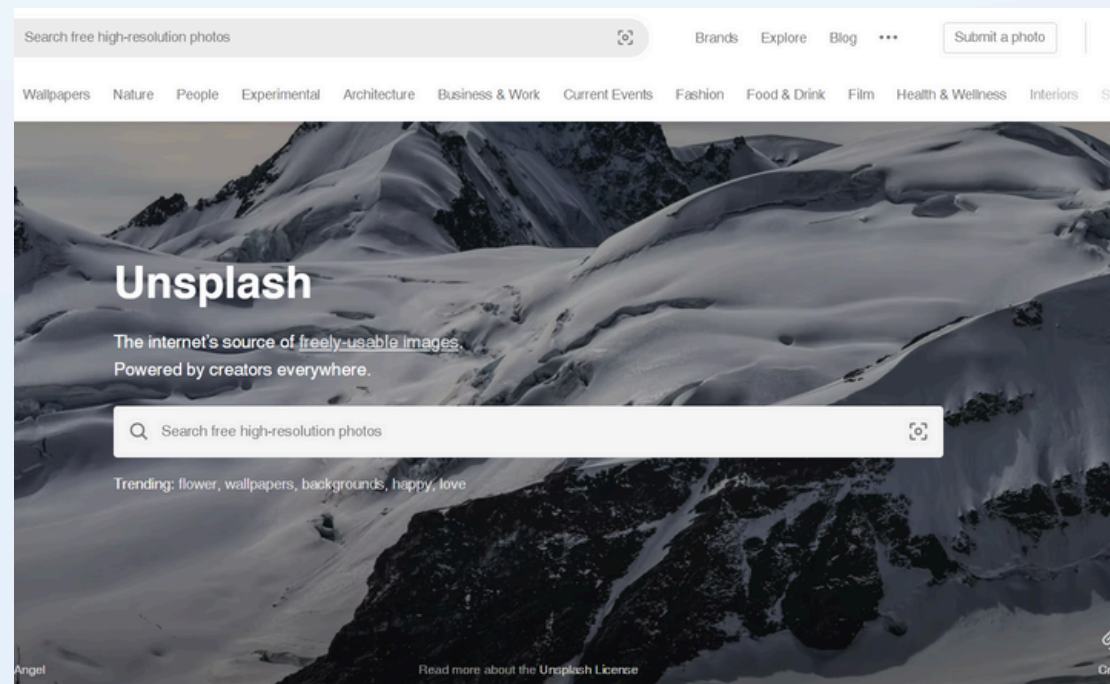 Search free high-resolution photos
Brands Explore Blog ••• Submit a photo
Wallpapers Nature People Experimental Architecture Business & Work Current Events Fashion Food & Drink Film Health & Wellness Interiors
Unsplash
The internet's source of freely-usable images.
Powered by creators everywhere.
Search free high-resolution photos
Trending: flower, wallpapers, backgrounds, happy, love
Angel
Read more about the Unsplash License